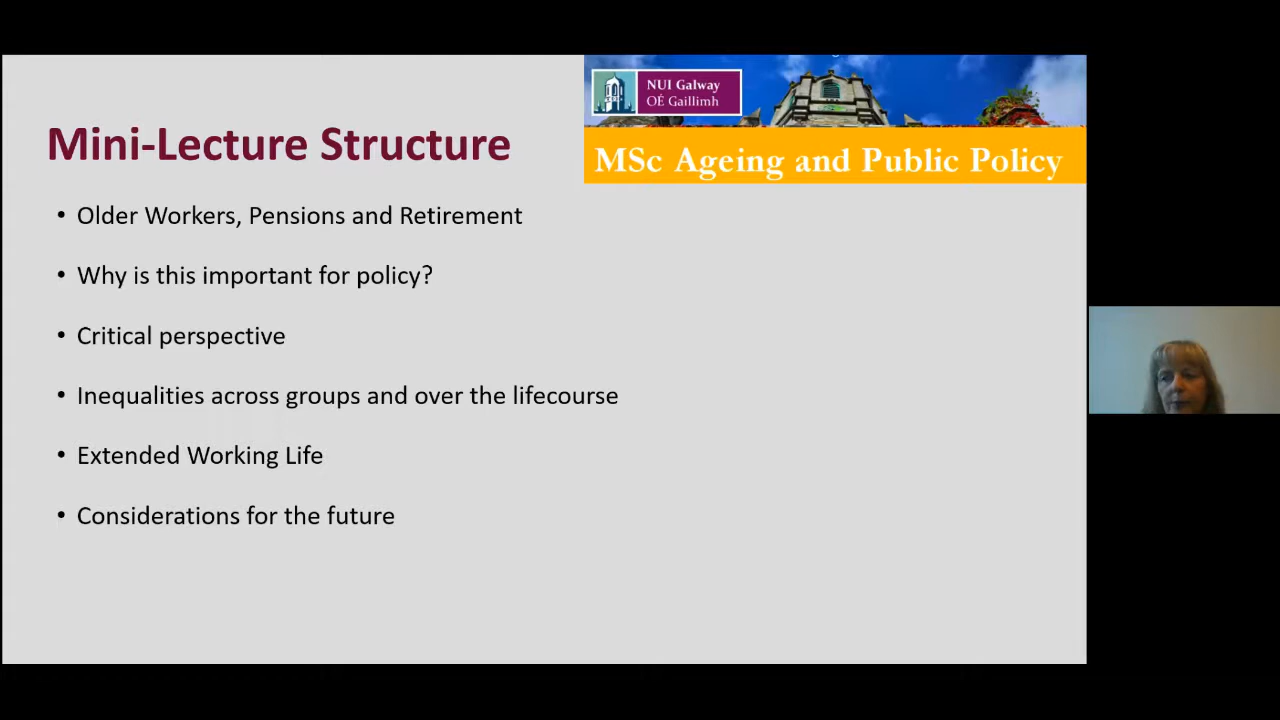 NUI Galway
OÉ Gaillimh
MSc Ageing and Public Policy
Mini-Lecture Structure
• Older Workers, Pensions and Retirement
• Why is this important for policy?
• Critical perspective
• Inequalities across groups and over the lifecourse
• Extended Working Life
• Considerations for the future